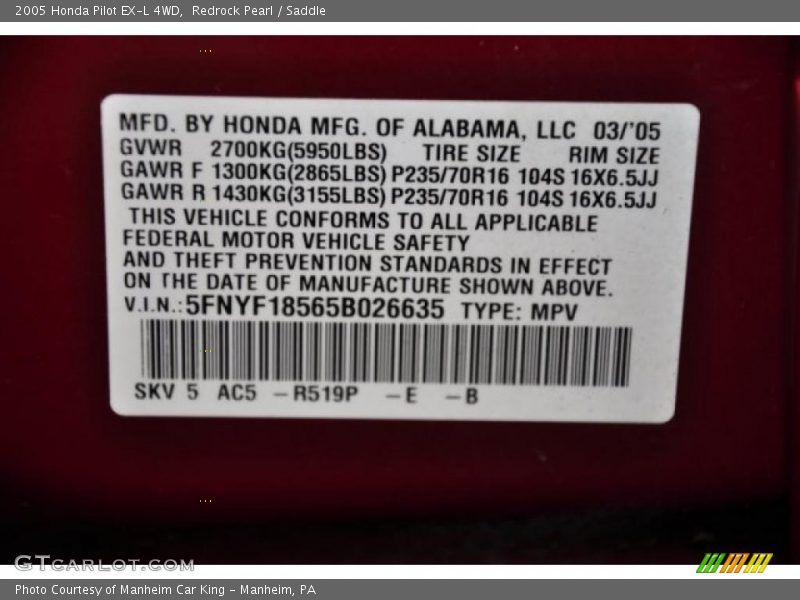 2005 Honda Pilot EX-L 4WD,  Redrock Pearl / Saddle
MFD. BY HONDA MFG. OF ALABAMA, LLC 03/'05
GVWR 2700KG(5950LBS) TIRE SIZE RIM SIZE
GAWR F 1300KG(2865LBS) P235/70R16 104S 16X6.5JJ
GAWR R 1430KG(3155LBS) P235/70R16 104S 16X6.5JJ
THIS VEHICLE CONFORMS TO ALL APPLICABLE
FEDERAL MOTOR VEHICLE SAFETY
AND THEFT PREVENTION STANDARDS IN EFFECT
ON THE DATE OF MANUFACTURE SHOWN ABOVE.
V.I.N.: 5FNYF18565B026635 TYPE: MPV
SKV 5 AC5 – R519P – E – B
GTCARLOT.COM
Photo Courtesy of Manheim Car King - Manheim, PA